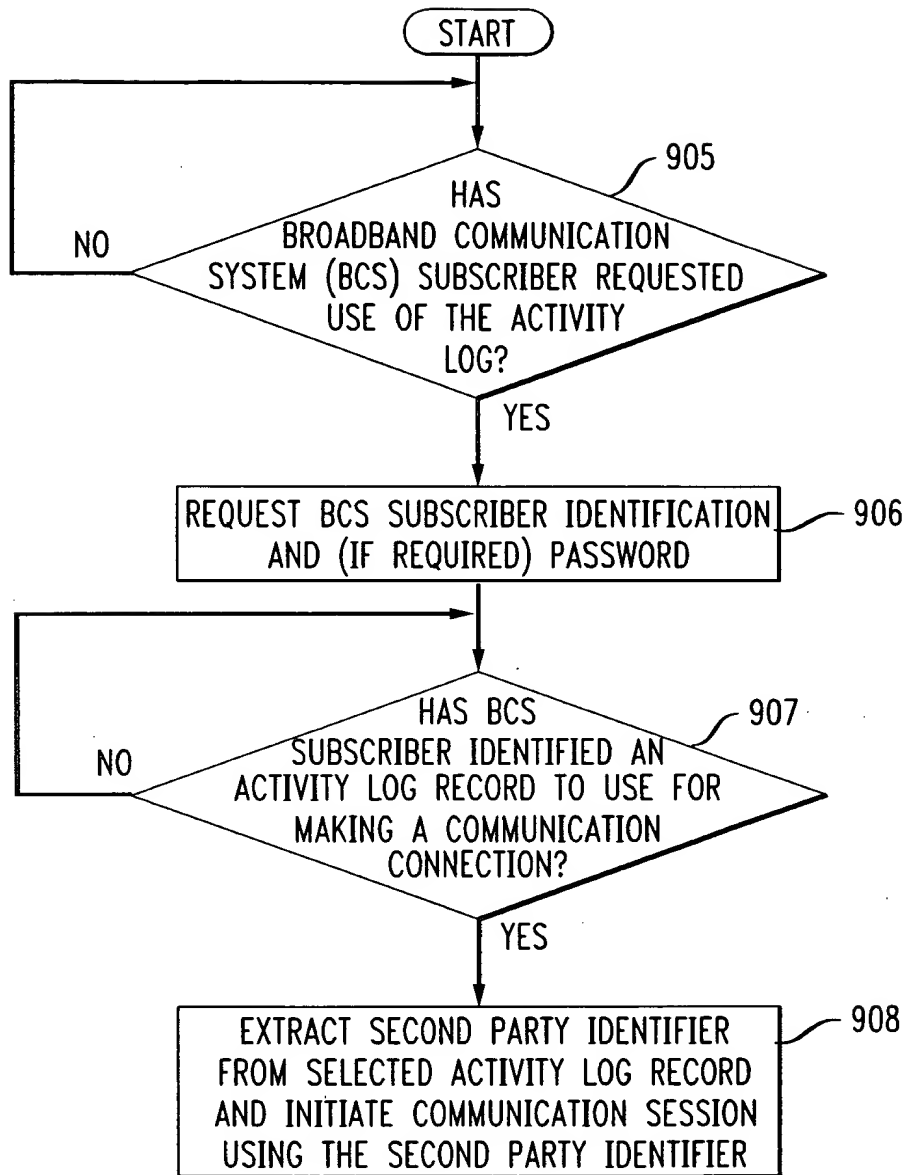 START
905
HAS
BROADBAND COMMUNICATION
SYSTEM (BCS) SUBSCRIBER REQUESTED
USE OF THE ACTIVITY
LOG?
NO
YES
REQUEST BCS SUBSCRIBER IDENTIFICATION
AND (IF REQUIRED) PASSWORD
906
HAS BCS
SUBSCRIBER IDENTIFIED AN
ACTIVITY LOG RECORD TO USE FOR
MAKING A COMMUNICATION
CONNECTION?
907
NO
YES
EXTRACT SECOND PARTY IDENTIFIER
FROM SELECTED ACTIVITY LOG RECORD
AND INITIATE COMMUNICATION SESSION
USING THE SECOND PARTY IDENTIFIER
908